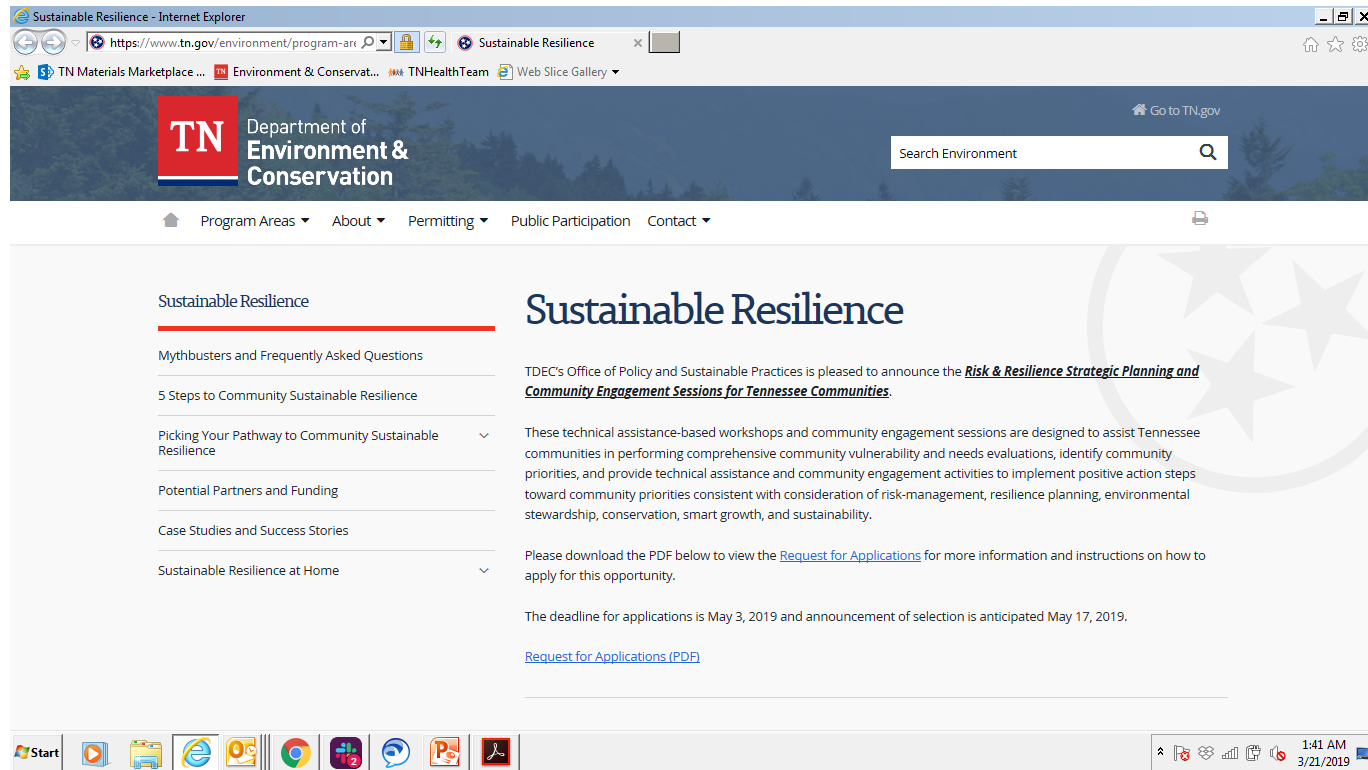 Sustainable Resilience - Internet Explorer
https://www.tn.gov/environment/program-are
Sustainable Resilience
TN Materials Marketplace ...
TN
Environment & Conservat...
TNHealthTeam
Web Slice Gallery
TN
Department of
Environment &
Conservation
Go to TN.gov
Search Environment
Program Areas
About
Permitting
Public Participation
Contact
Sustainable Resilience
Mythbusters and Frequently Asked Questions
5 Steps to Community Sustainable Resilience
Picking Your Pathway to Community Sustainable
Resilience
Potential Partners and Funding
Case Studies and Success Stories
Sustainable Resilience at Home
Sustainable Resilience
TDEC's Office of Policy and Sustainable Practices is pleased to announce the Risk & Resilience Strategic Planning and
Community Engagement Sessions for Tennessee Communities.
These technical assistance-based workshops and community engagement sessions are designed to assist Tennessee
communities in performing comprehensive community vulnerability and needs evaluations, identify community
priorities, and provide technical assistance and community engagement activities to implement positive action steps
toward community priorities consistent with consideration of risk-management, resilience planning, environmental
stewardship, conservation, smart growth, and sustainability.
Please download the PDF below to view the Request for Applications for more information and instructions on how to
apply for this opportunity.
The deadline for applications is May 3, 2019 and announcement of selection is anticipated May 17, 2019.
Request for Applications (PDF)
Start
2
1:41 AM
3/21/2019